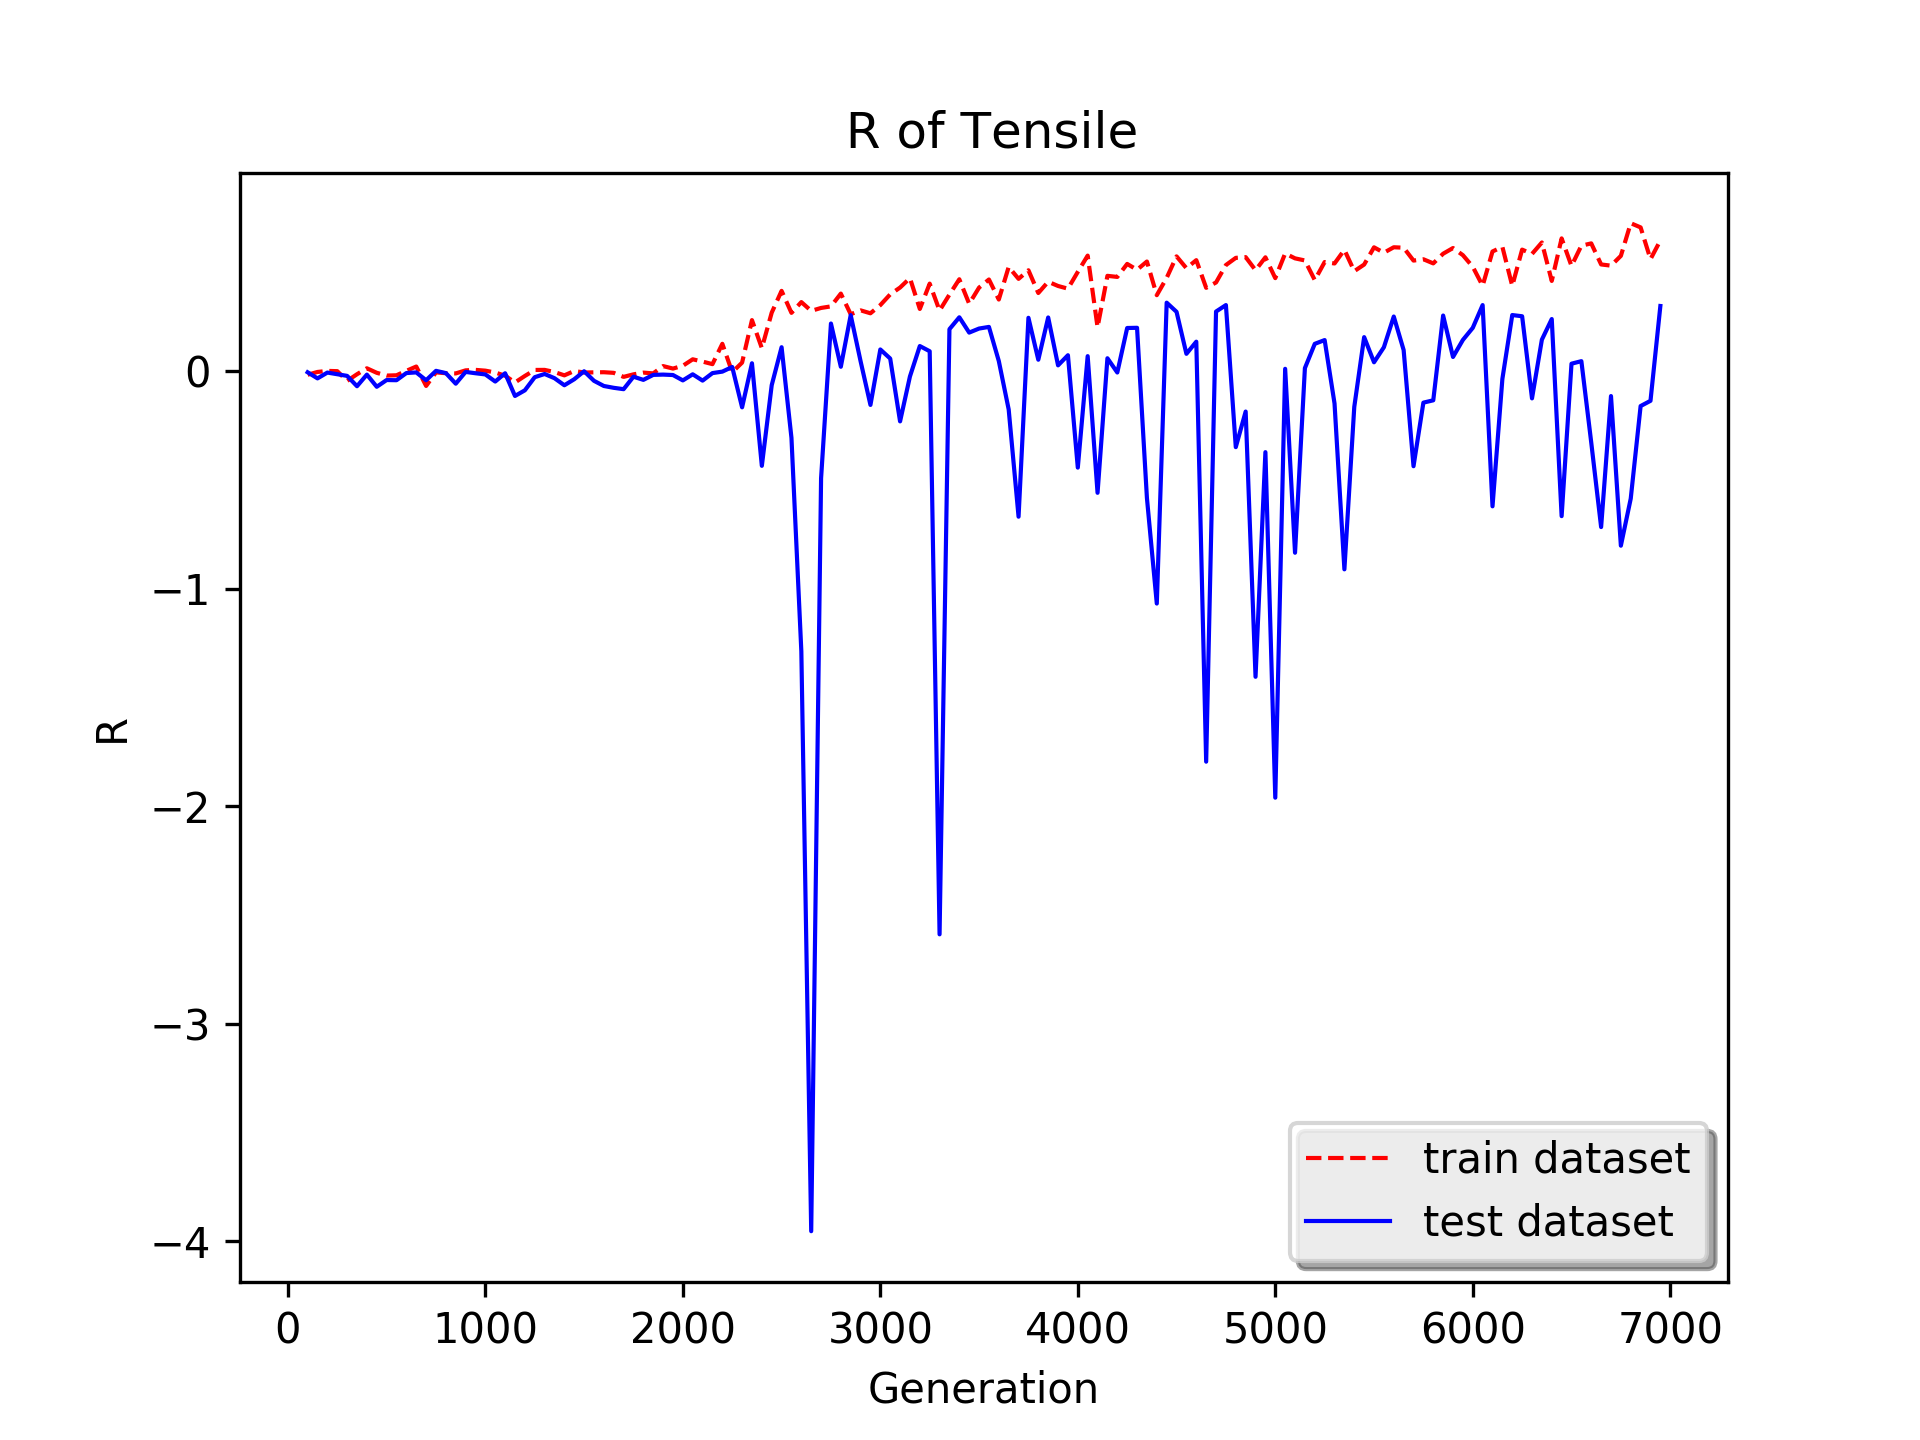 R of Tensile
R
0
−1
−2
−3
−4
train dataset
test dataset
0 1000 2000 3000 4000 5000 6000 7000
Generation